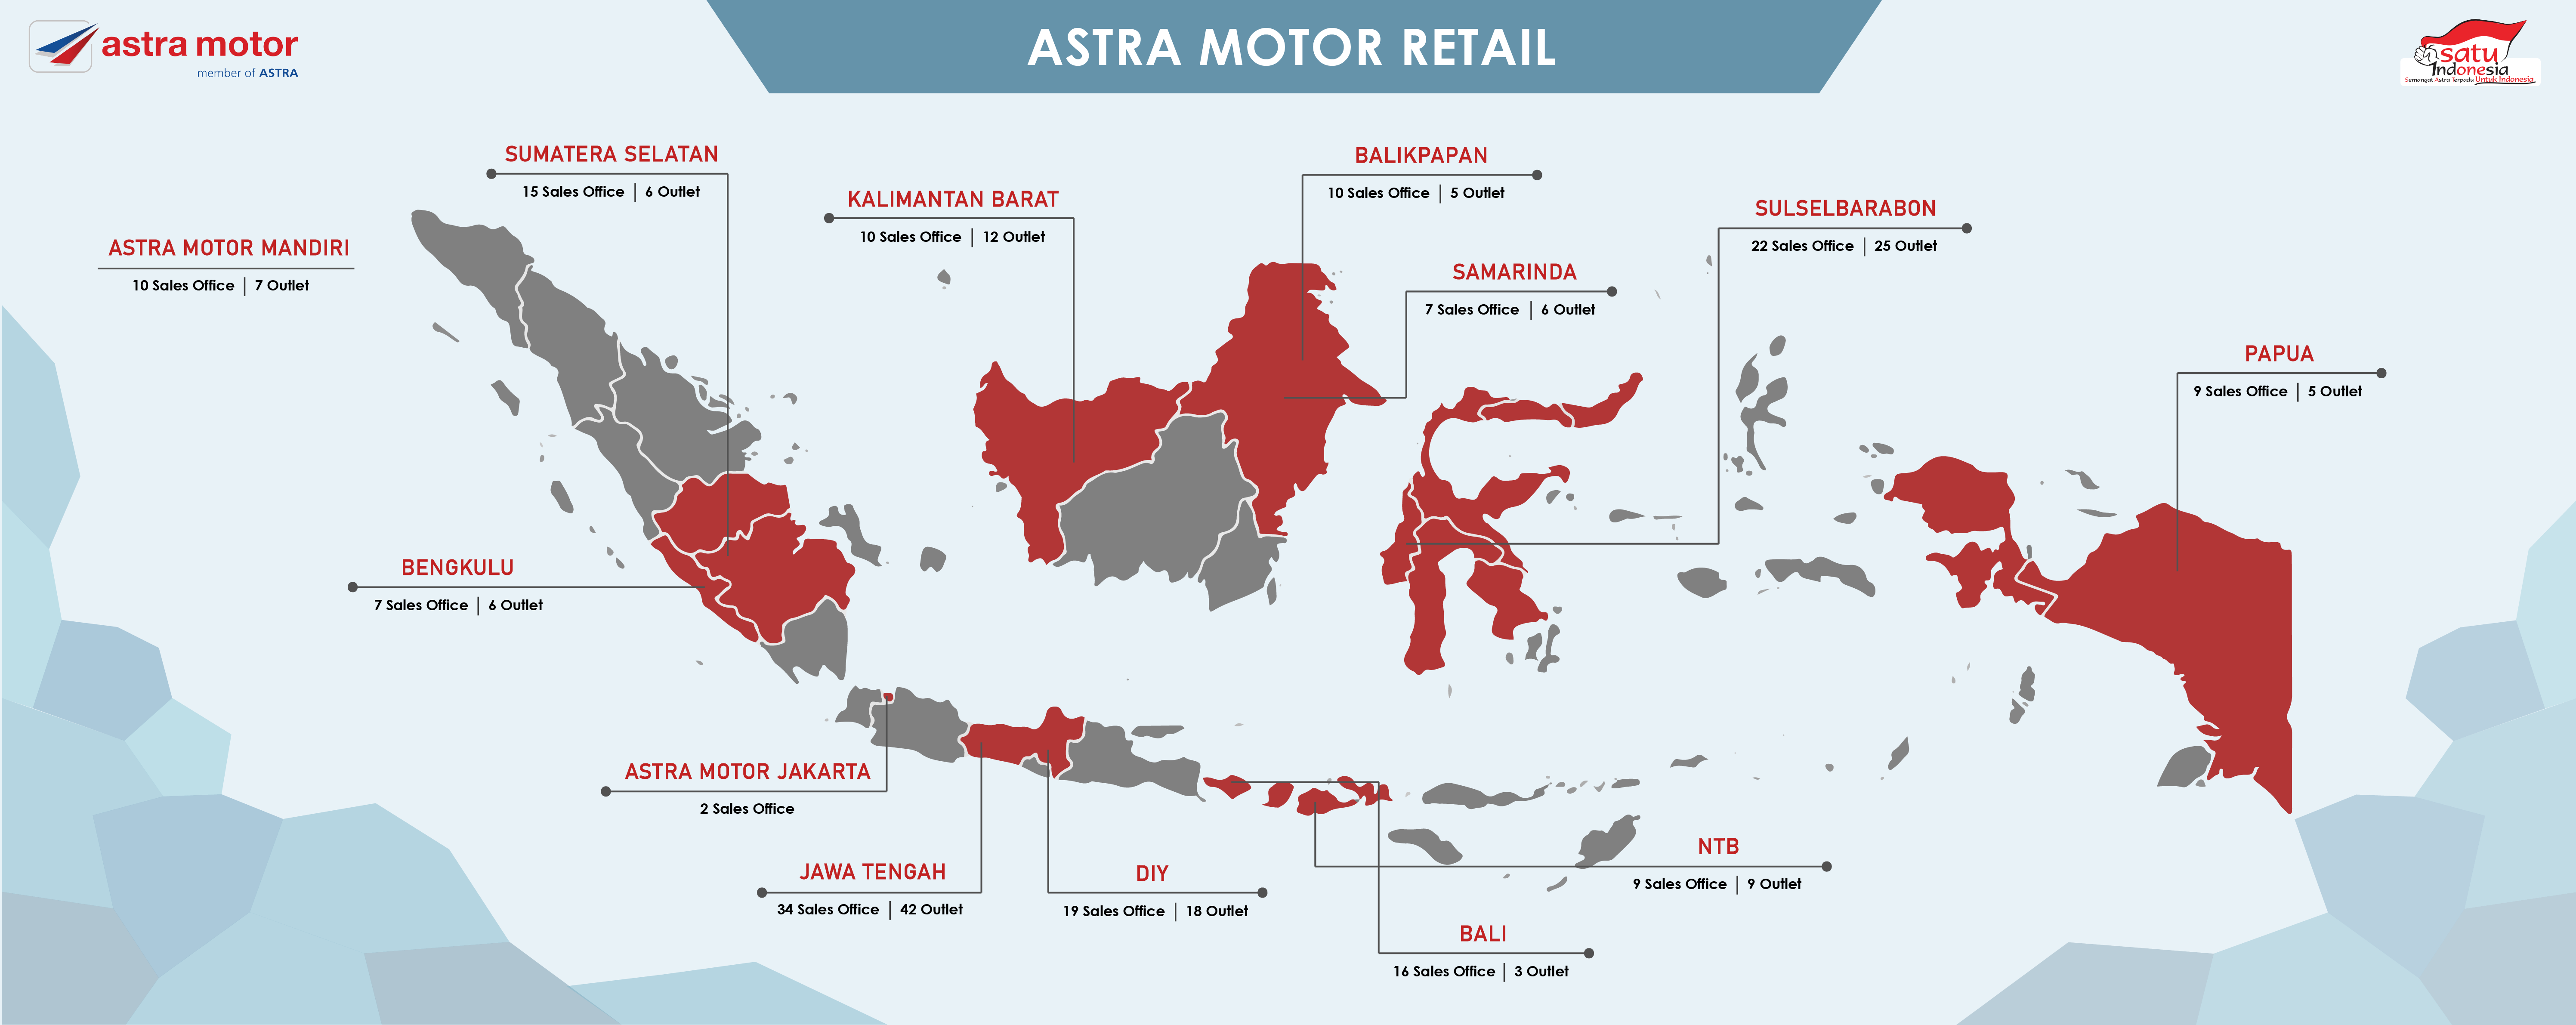 astra motor
member of ASTRA
ASTRA MOTOR RETAIL
satu
Indonesia
Semangat Astra Terpadu Untuk Indonesia
SUMATERA SELATAN
15 Sales Office | 6 Outlet
KALIMANTAN BARAT
10 Sales Office | 12 Outlet
BALIKPAPAN
10 Sales Office | 5 Outlet
SULSELBARABON
22 Sales Office | 25 Outlet
ASTRA MOTOR MANDIRI
10 Sales Office | 7 Outlet
SAMARINDA
7 Sales Office | 6 Outlet
PAPUA
9 Sales Office | 5 Outlet
BENGKULU
7 Sales Office | 6 Outlet
ASTRA MOTOR JAKARTA
2 Sales Office
JAWA TENGAH
34 Sales Office | 42 Outlet
DIY
19 Sales Office | 18 Outlet
NTB
9 Sales Office | 9 Outlet
BALI
16 Sales Office | 3 Outlet